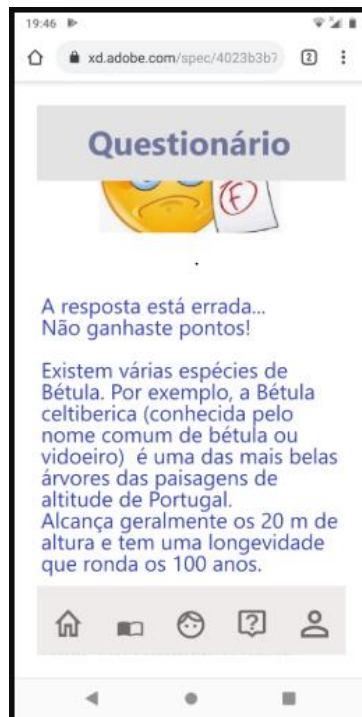 19:46
xd.adobe.com/spec/4023b3b7
2
Questionário
F
.
A resposta está errada...
Não ganhaste pontos!
Existem várias espécies de
Bétula. Por exemplo, a Bétula
celtiberica (conhecida pelo
nome comum de bétula ou
vidoeiro)  é uma das mais belas
árvores das paisagens de
altitude de Portugal.
Alcança geralmente os 20 m de
altura e tem uma longevidade
que ronda os 100 anos.
?